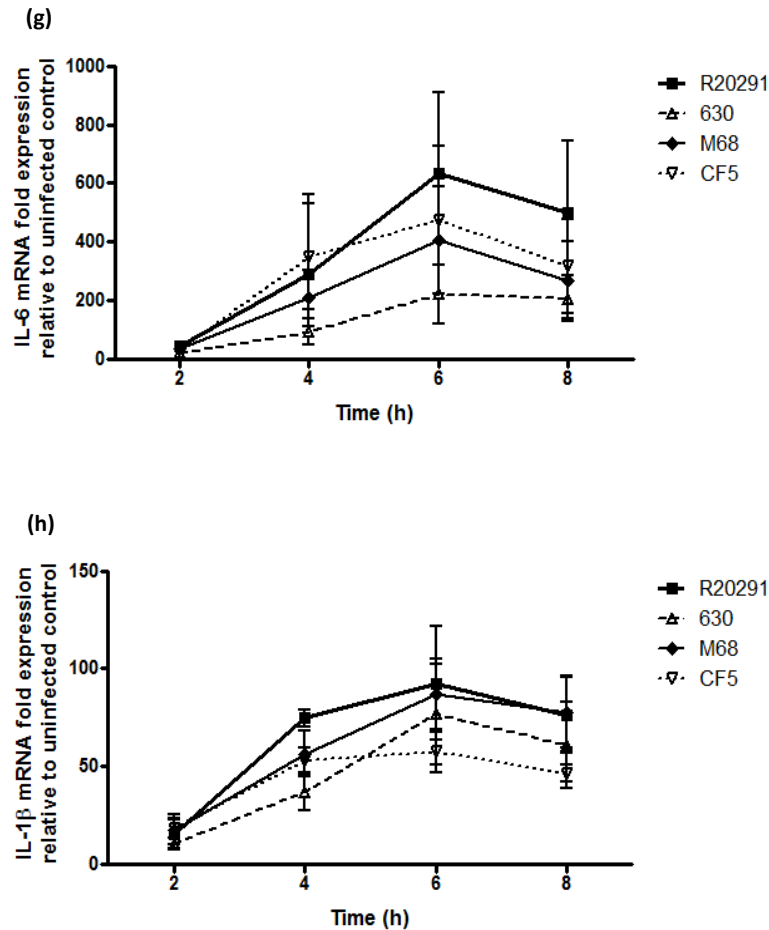 (g)
IL-6 mRNA fold expression
relative to uninfected control
1000
800
600
400
200
0
2 4 6 8
Time (h)
R20291
630
M68
CF5
(h)
IL-1β mRNA fold expression
relative to uninfected control
150
100
50
0
2 4 6 8
Time (h)
R20291
630
M68
CF5